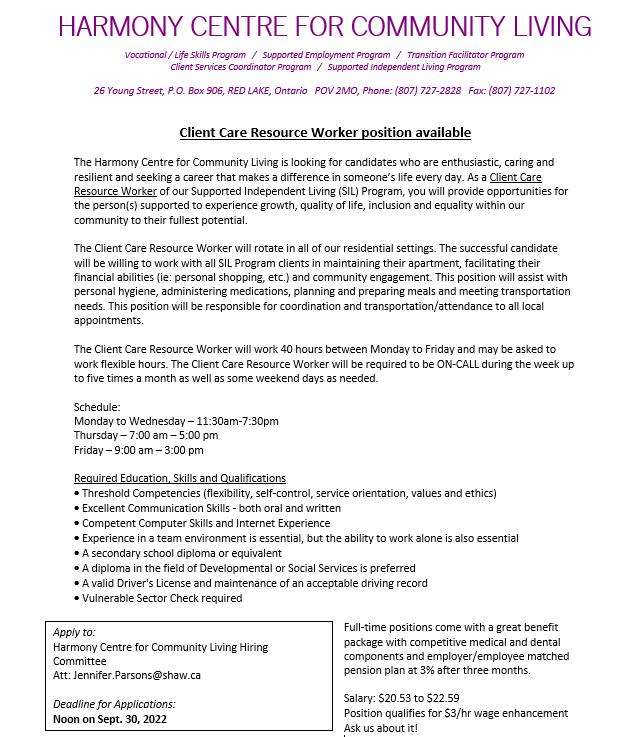 HARMONY CENTRE FOR COMMUNITY LIVING
Vocational / Life Skills Program / Supported Employment Program / Transition Facilitator Program
Client Services Coordinator Program / Supported Independent Living Program
26 Young Street, P.O. Box 906, RED LAKE, Ontario POV 2MO, Phone: (807) 727-2828 Fax: (807) 727-1102
Client Care Resource Worker position available
The Harmony Centre for Community Living is looking for candidates who are enthusiastic, caring and
resilient and seeking a career that makes a difference in someone's life every day. As a Client Care
Resource Worker of our Supported Independent Living (SIL) Program, you will provide opportunities for
the person(s) supported to experience growth, quality of life, inclusion and equality within our
community to their fullest potential.
The Client Care Resource Worker will rotate in all of our residential settings. The successful candidate
will be willing to work with all SIL Program clients in maintaining their apartment, facilitating their
financial abilities (ie: personal shopping, etc.) and community engagement. This position will assist with
personal hygiene, administering medications, planning and preparing meals and meeting transportation
needs. This position will be responsible for coordination and transportation/attendance to all local
appointments.
The Client Care Resource Worker will work 40 hours between Monday to Friday and may be asked to
work flexible hours. The Client Care Resource Worker will be required to be ON-CALL during the week up
to five times a month as well as some weekend days as needed.
Schedule:
Monday to Wednesday – 11:30am-7:30pm
Thursday – 7:00 am – 5:00 pm
Friday – 9:00 am – 3:00 pm
Required Education, Skills and Qualifications
• Threshold Competencies (flexibility, self-control, service orientation, values and ethics)
• Excellent Communication Skills - both oral and written
• Competent Computer Skills and Internet Experience
• Experience in a team environment is essential, but the ability to work alone is also essential
• A secondary school diploma or equivalent
• A diploma in the field of Developmental or Social Services is preferred
• A valid Driver's License and maintenance of an acceptable driving record
• Vulnerable Sector Check required
Apply to:
Harmony Centre for Community Living Hiring
Committee
Att: Jennifer.Parsons@shaw.ca
Deadline for Applications:
Noon on Sept. 30, 2022
Full-time positions come with a great benefit
package with competitive medical and dental
components and employer/employee matched
pension plan at 3% after three months.
Salary: $20.53 to $22.59
Position qualifies for $3/hr wage enhancement
Ask us about it!